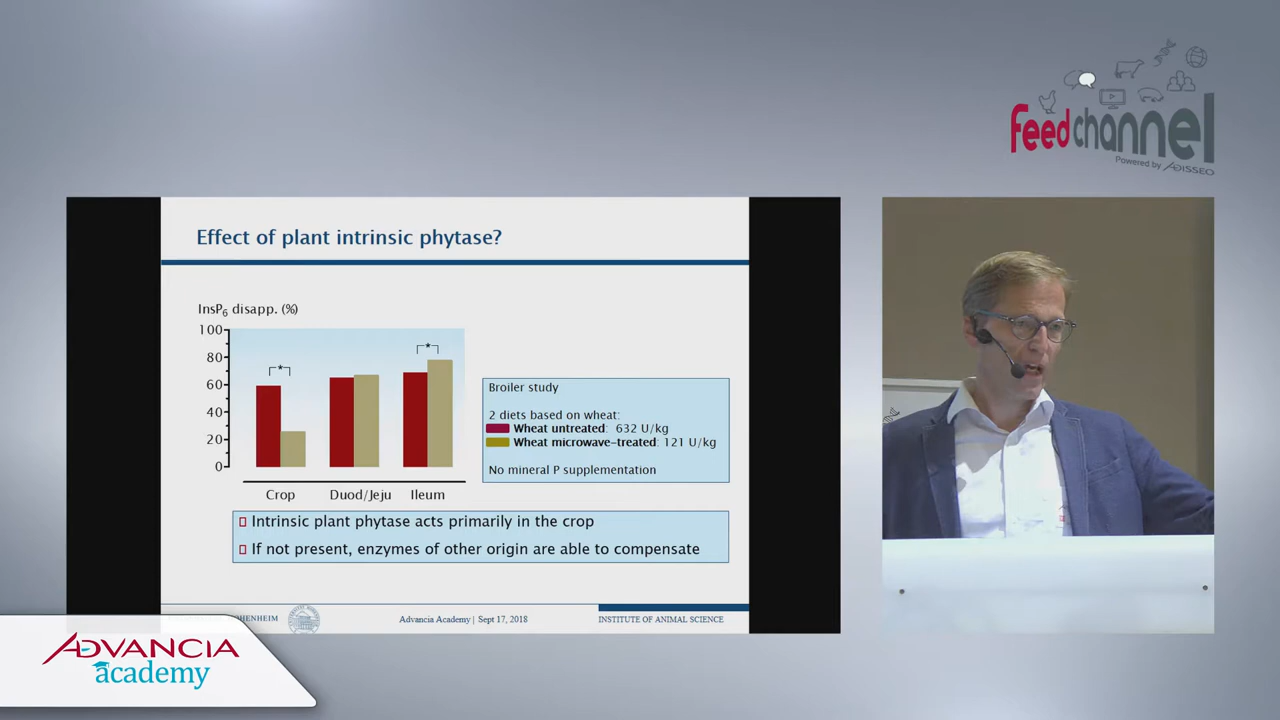 feedchannel
Powered by ADISSEO
Effect of plant intrinsic phytase?
InsP6 disapp. (%)
100
80
60
40
20
0
*
*
Crop
Duod/Jeju
Ileum
Broiler study
2 diets based on wheat:
Wheat untreated: 632 U/kg
Wheat microwave-treated: 121 U/kg
No mineral P supplementation
Intrinsic plant phytase acts primarily in the crop
If not present, enzymes of other origin are able to compensate
Advancia Academy | Sept 17, 2018
INSTITUTE OF ANIMAL SCIENCE
ADVANCIA
academy